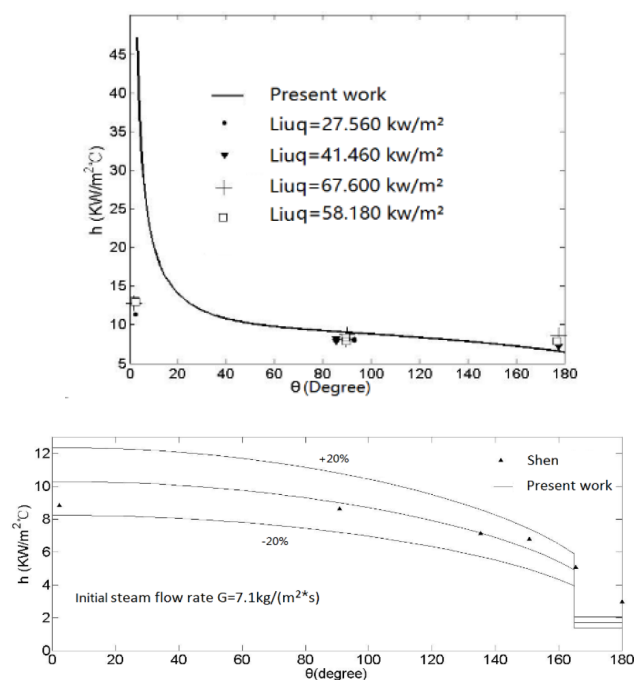 45
40
35
30
25
20
15
10
5
h (KW/m²℃)
Present work
Liuq=27.560 kw/m²
Liuq=41.460 kw/m²
Liuq=67.600 kw/m²
Liuq=58.180 kw/m²
0 20 40 60 80 100 120 140 160 180
θ(Degree)
12
10
8
6
4
2
0
h (KW/m²℃)
+20%
-20%
Shen
Present work
Initial steam flow rate G=7.1kg/(m²*s)
0 20 40 60 80 100 120 140 160 180
θ(degree)